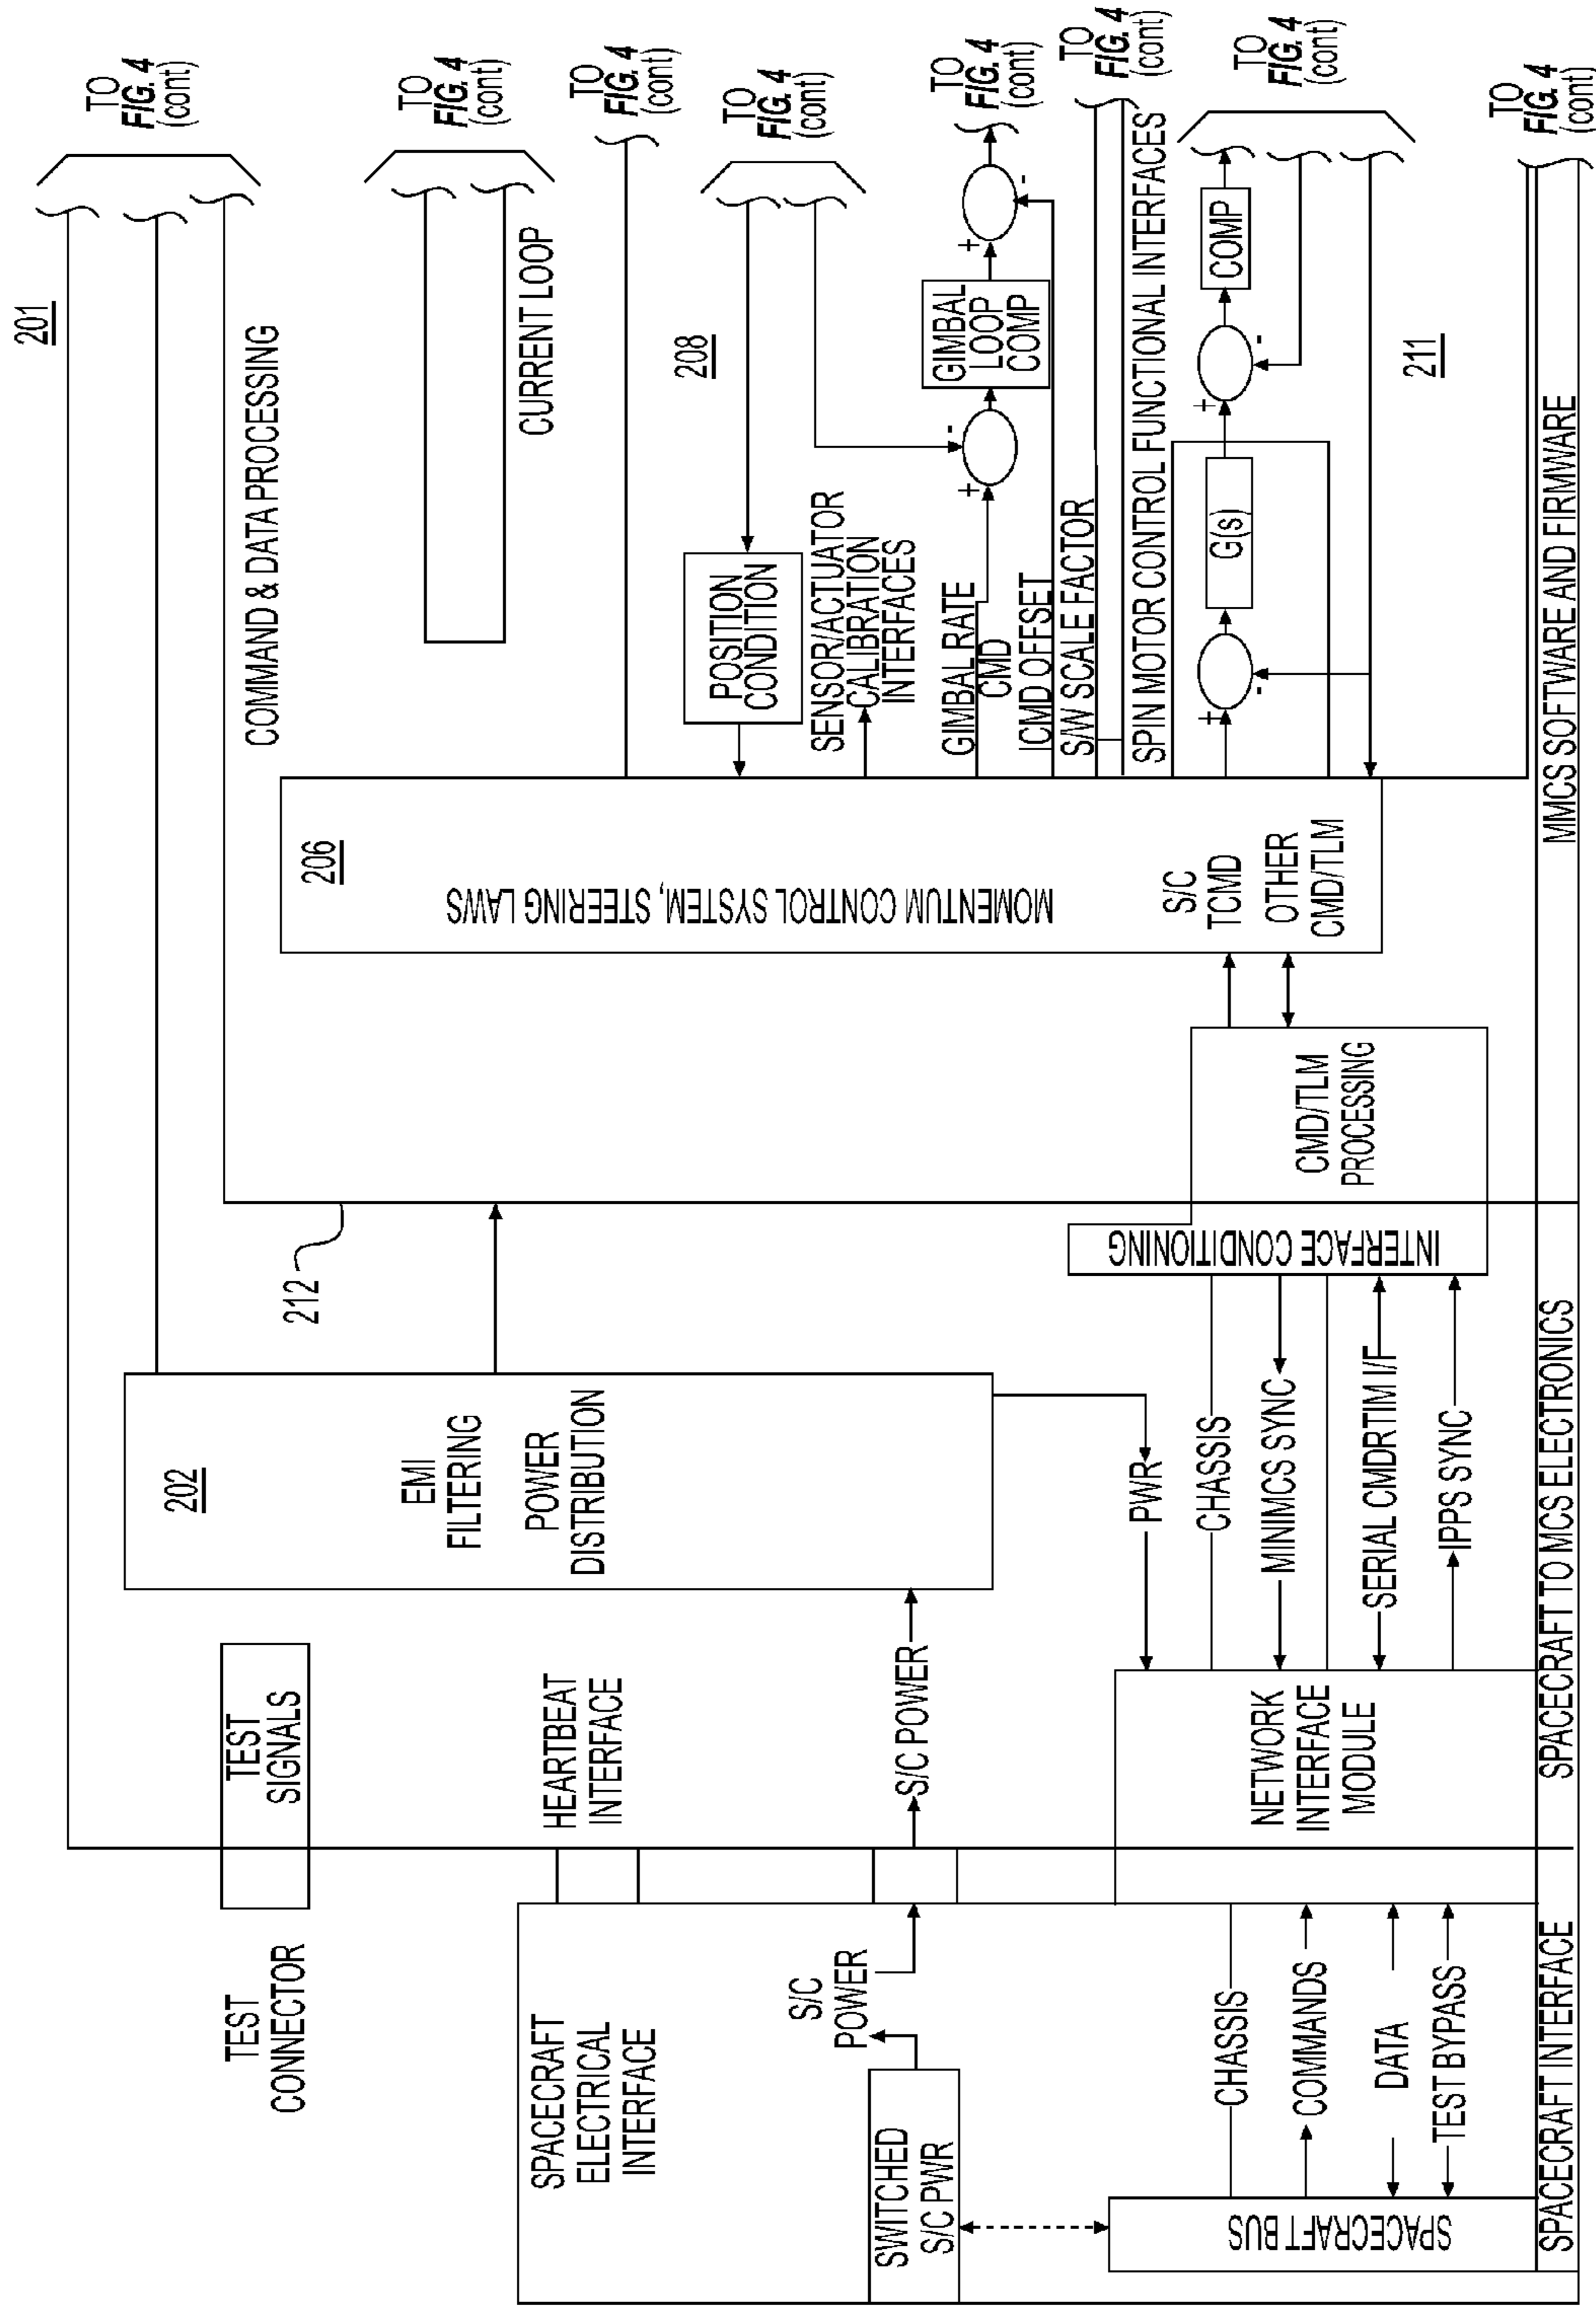 201
TO
FIG. 4
(cont)
COMMAND & DATA PROCESSING
TO
FIG. 4
(cont)
CURRENT LOOP
TO
FIG. 4
(cont)
TO
FIG. 4
(cont)
208
POSITION
CONDITION
SENSOR/ACTUATOR
CALIBRATION
INTERFACES
TO
FIG. 4
(cont)
+
-
GIMBAL
LOOP
COMP
+
-
GIMBAL RATE
CMD
ICMD OFFSET
S/W SCALE FACTOR
TO
FIG. 4
(cont)
SPIN MOTOR CONTROL FUNCTIONAL INTERFACES
TO
FIG. 4
(cont)
+
-
G(s)
+
-
COMP
211
TO
FIG. 4
(cont)
MMCS SOFTWARE AND FIRMWARE
206
MOMENTUM CONTROL SYSTEM, STEERING LAWS
S/C
TCMD
OTHER
CMD/TLM
CMD/TLM
PROCESSING
INTERFACE CONDITIONING
212
202
EMI
FILTERING
POWER
DISTRIBUTION
PWR
CHASSIS
MINIMCS SYNC
SERIAL CMDRTIM I/F
IPPS SYNC
SPACECRAFT TO MCS ELECTRONICS
TEST
SIGNALS
HEARTBEAT
INTERFACE
S/C POWER
NETWORK
INTERFACE
MODULE
TEST
CONNECTOR
SPACECRAFT
ELECTRICAL
INTERFACE
S/C
POWER
SWITCHED
S/C PWR
CHASSIS
COMMANDS
DATA
TEST BYPASS
SPACECRAFT BUS
SPACECRAFT INTERFACE